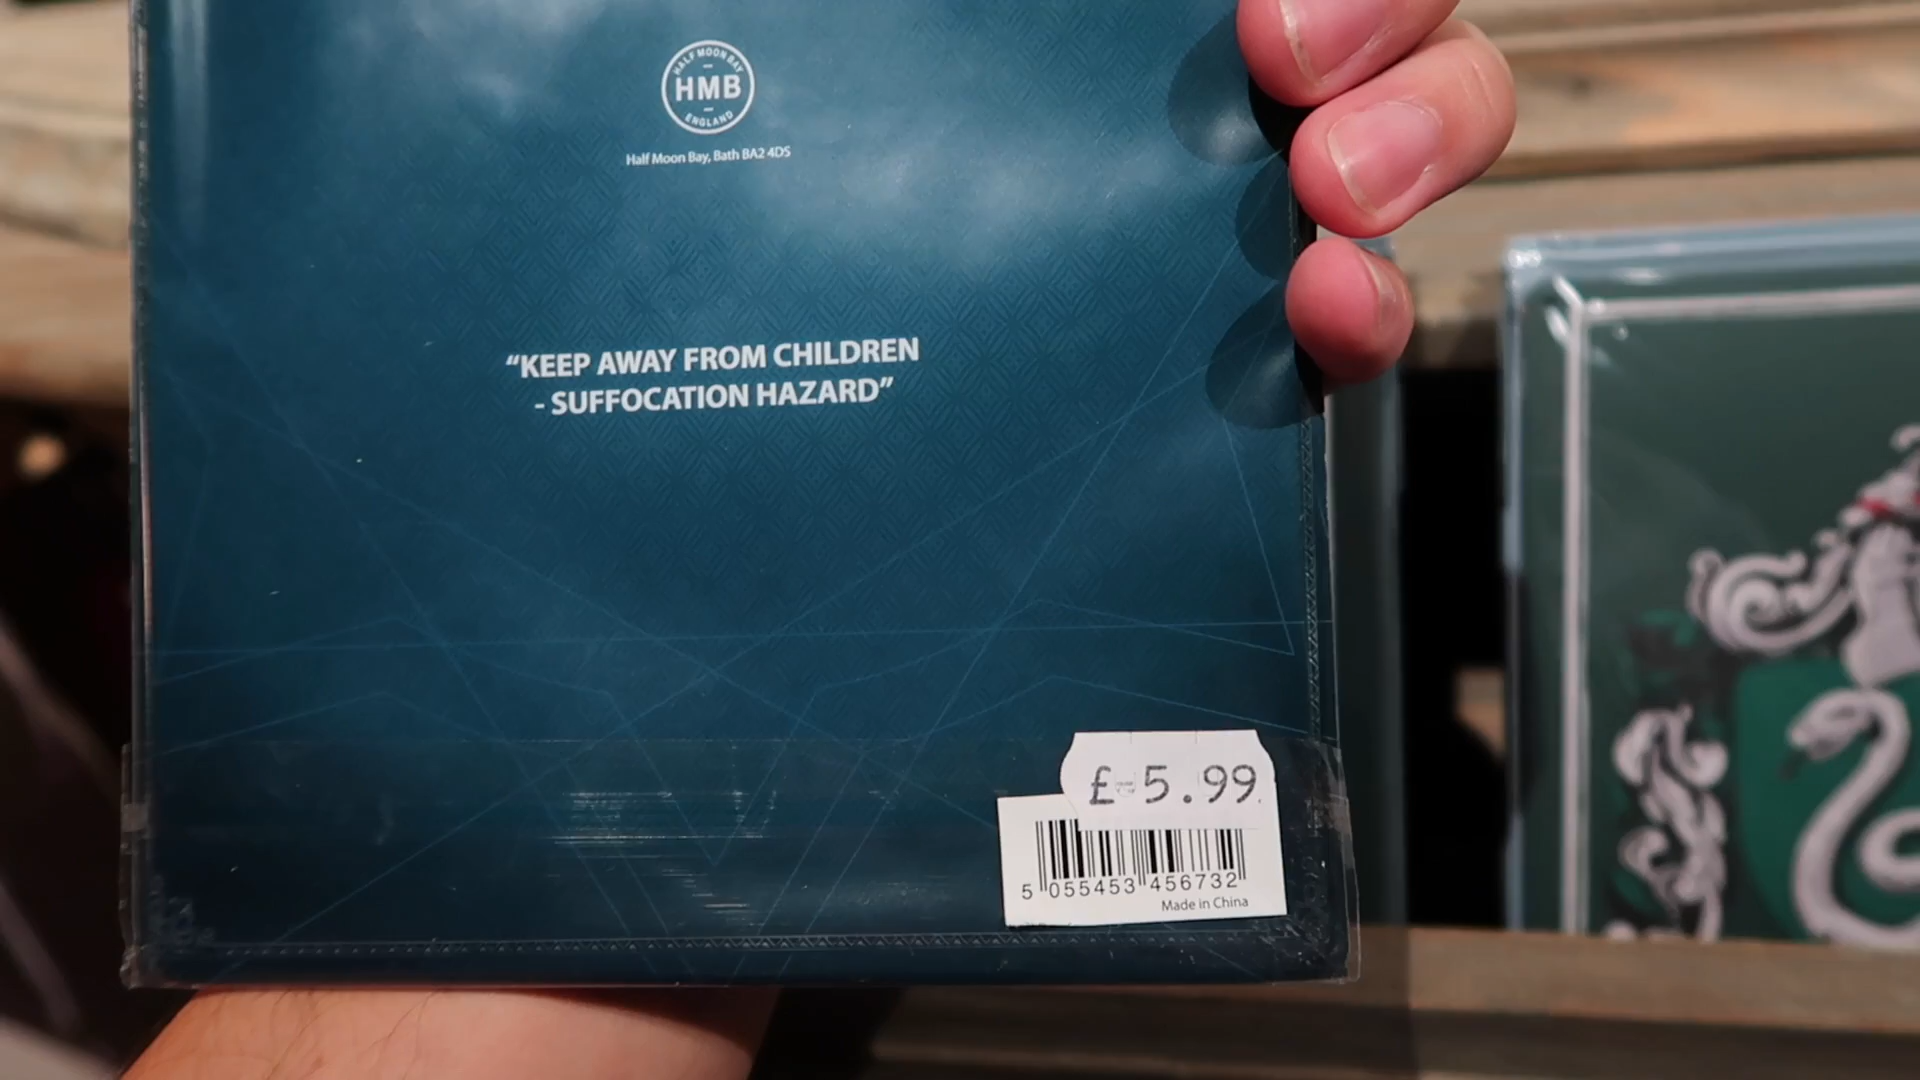 HALF MOON BAY
HMB
ENGLAND
Half Moon Bay, Bath BA2 4DS
“KEEP AWAY FROM CHILDREN
- SUFFOCATION HAZARD”
£ 5.99
5 055453 456732
Made in China